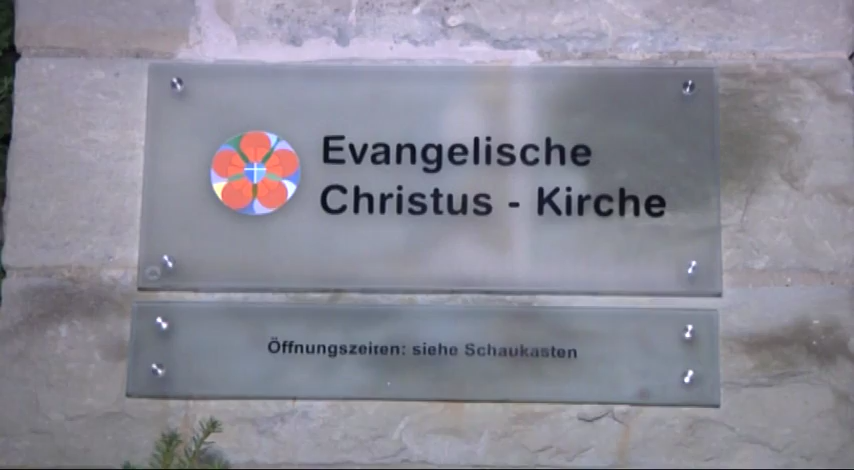 Evangelische
Christus - Kirche
Öffnungszeiten: siehe Schaukasten